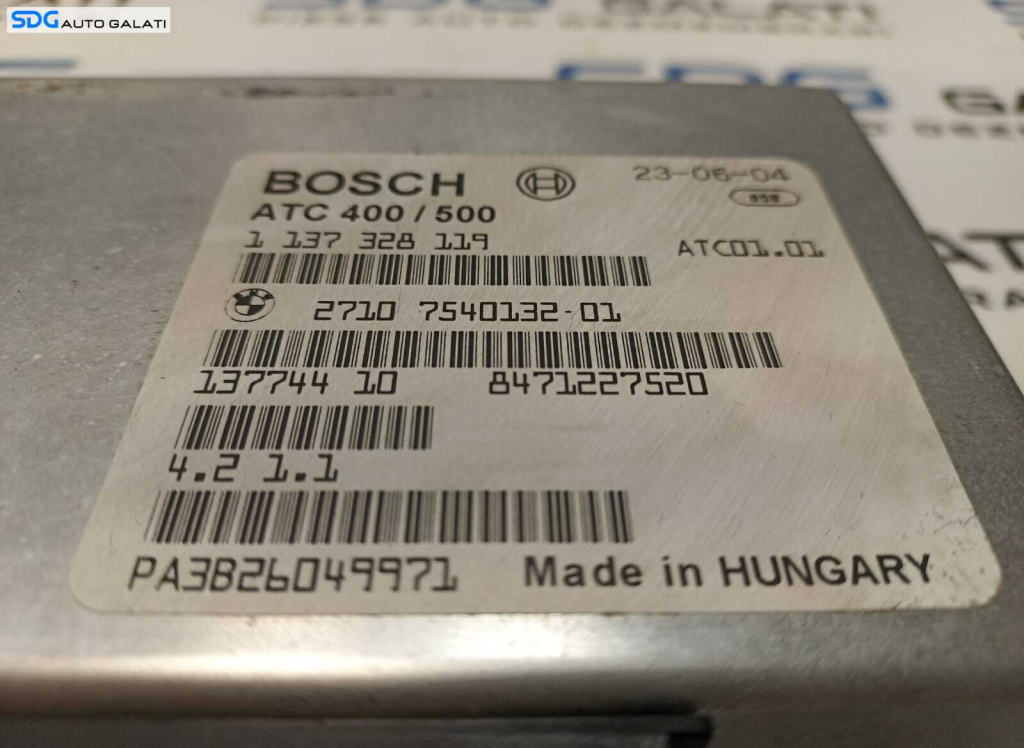 SDG AUTO GALATI
BOSCH
23-06-04
ATC 400 / 500
1 137 328 119
ATC01.01
2710 7540132-01
137744 10 8471227520
4.2 1.1
PA3B26049971
Made in HUNGARY